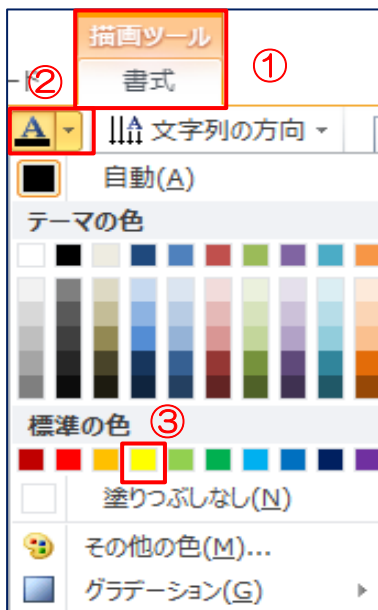 描画ツール
①
②
ート
書式
A
文字列の方向
自動(A)
テーマの色
標準の色
③
塗りつぶしなし(N)
その他の色(M)...
グラデーション(G)